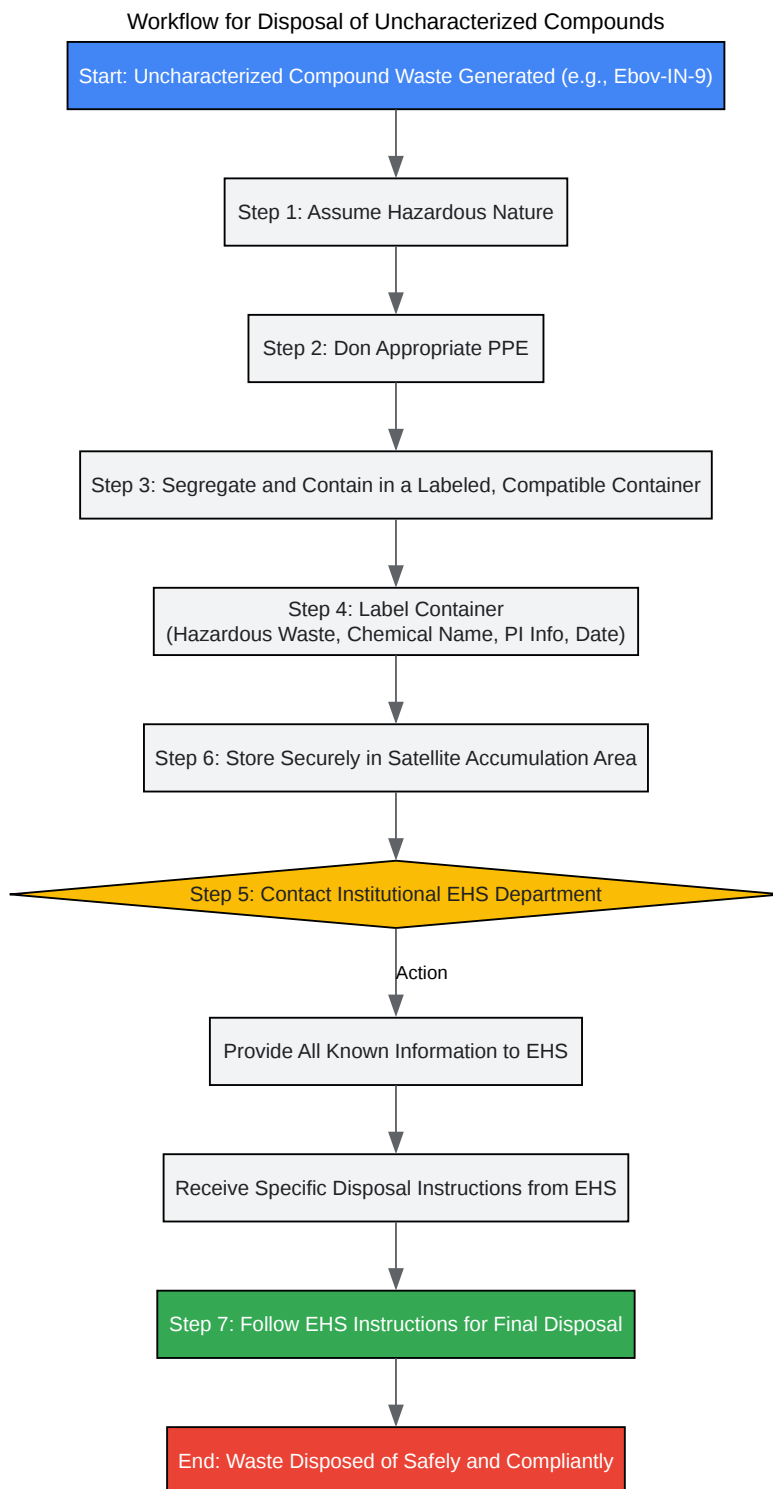 Workflow for Disposal of Uncharacterized Compounds
Start: Uncharacterized Compound Waste Generated (e.g., Ebov-IN-9)
Step 1: Assume Hazardous Nature
Step 2: Don Appropriate PPE
Step 3: Segregate and Contain in a Labeled, Compatible Container
Step 4: Label Container
(Hazardous Waste, Chemical Name, PI Info, Date)
Step 6: Store Securely in Satellite Accumulation Area
Step 5: Contact Institutional EHS Department
Action
Provide All Known Information to EHS
Receive Specific Disposal Instructions from EHS
Step 7: Follow EHS Instructions for Final Disposal
End: Waste Disposed of Safely and Compliantly